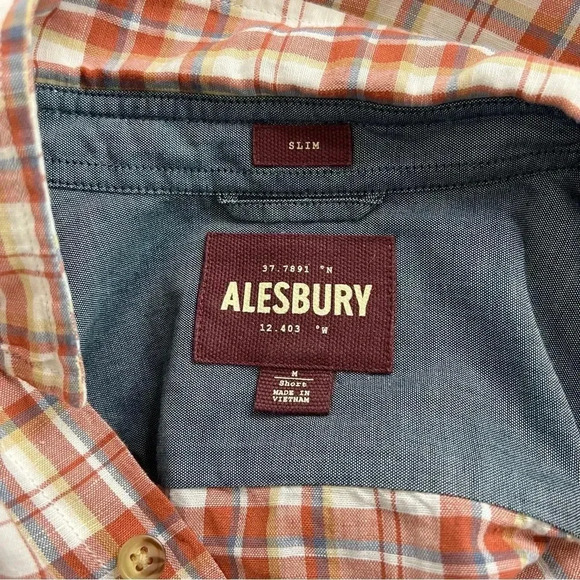 SLIM
37.7891 °N
ALESBURY
12.403 °W
M
Short
MADE IN
VIETNAM